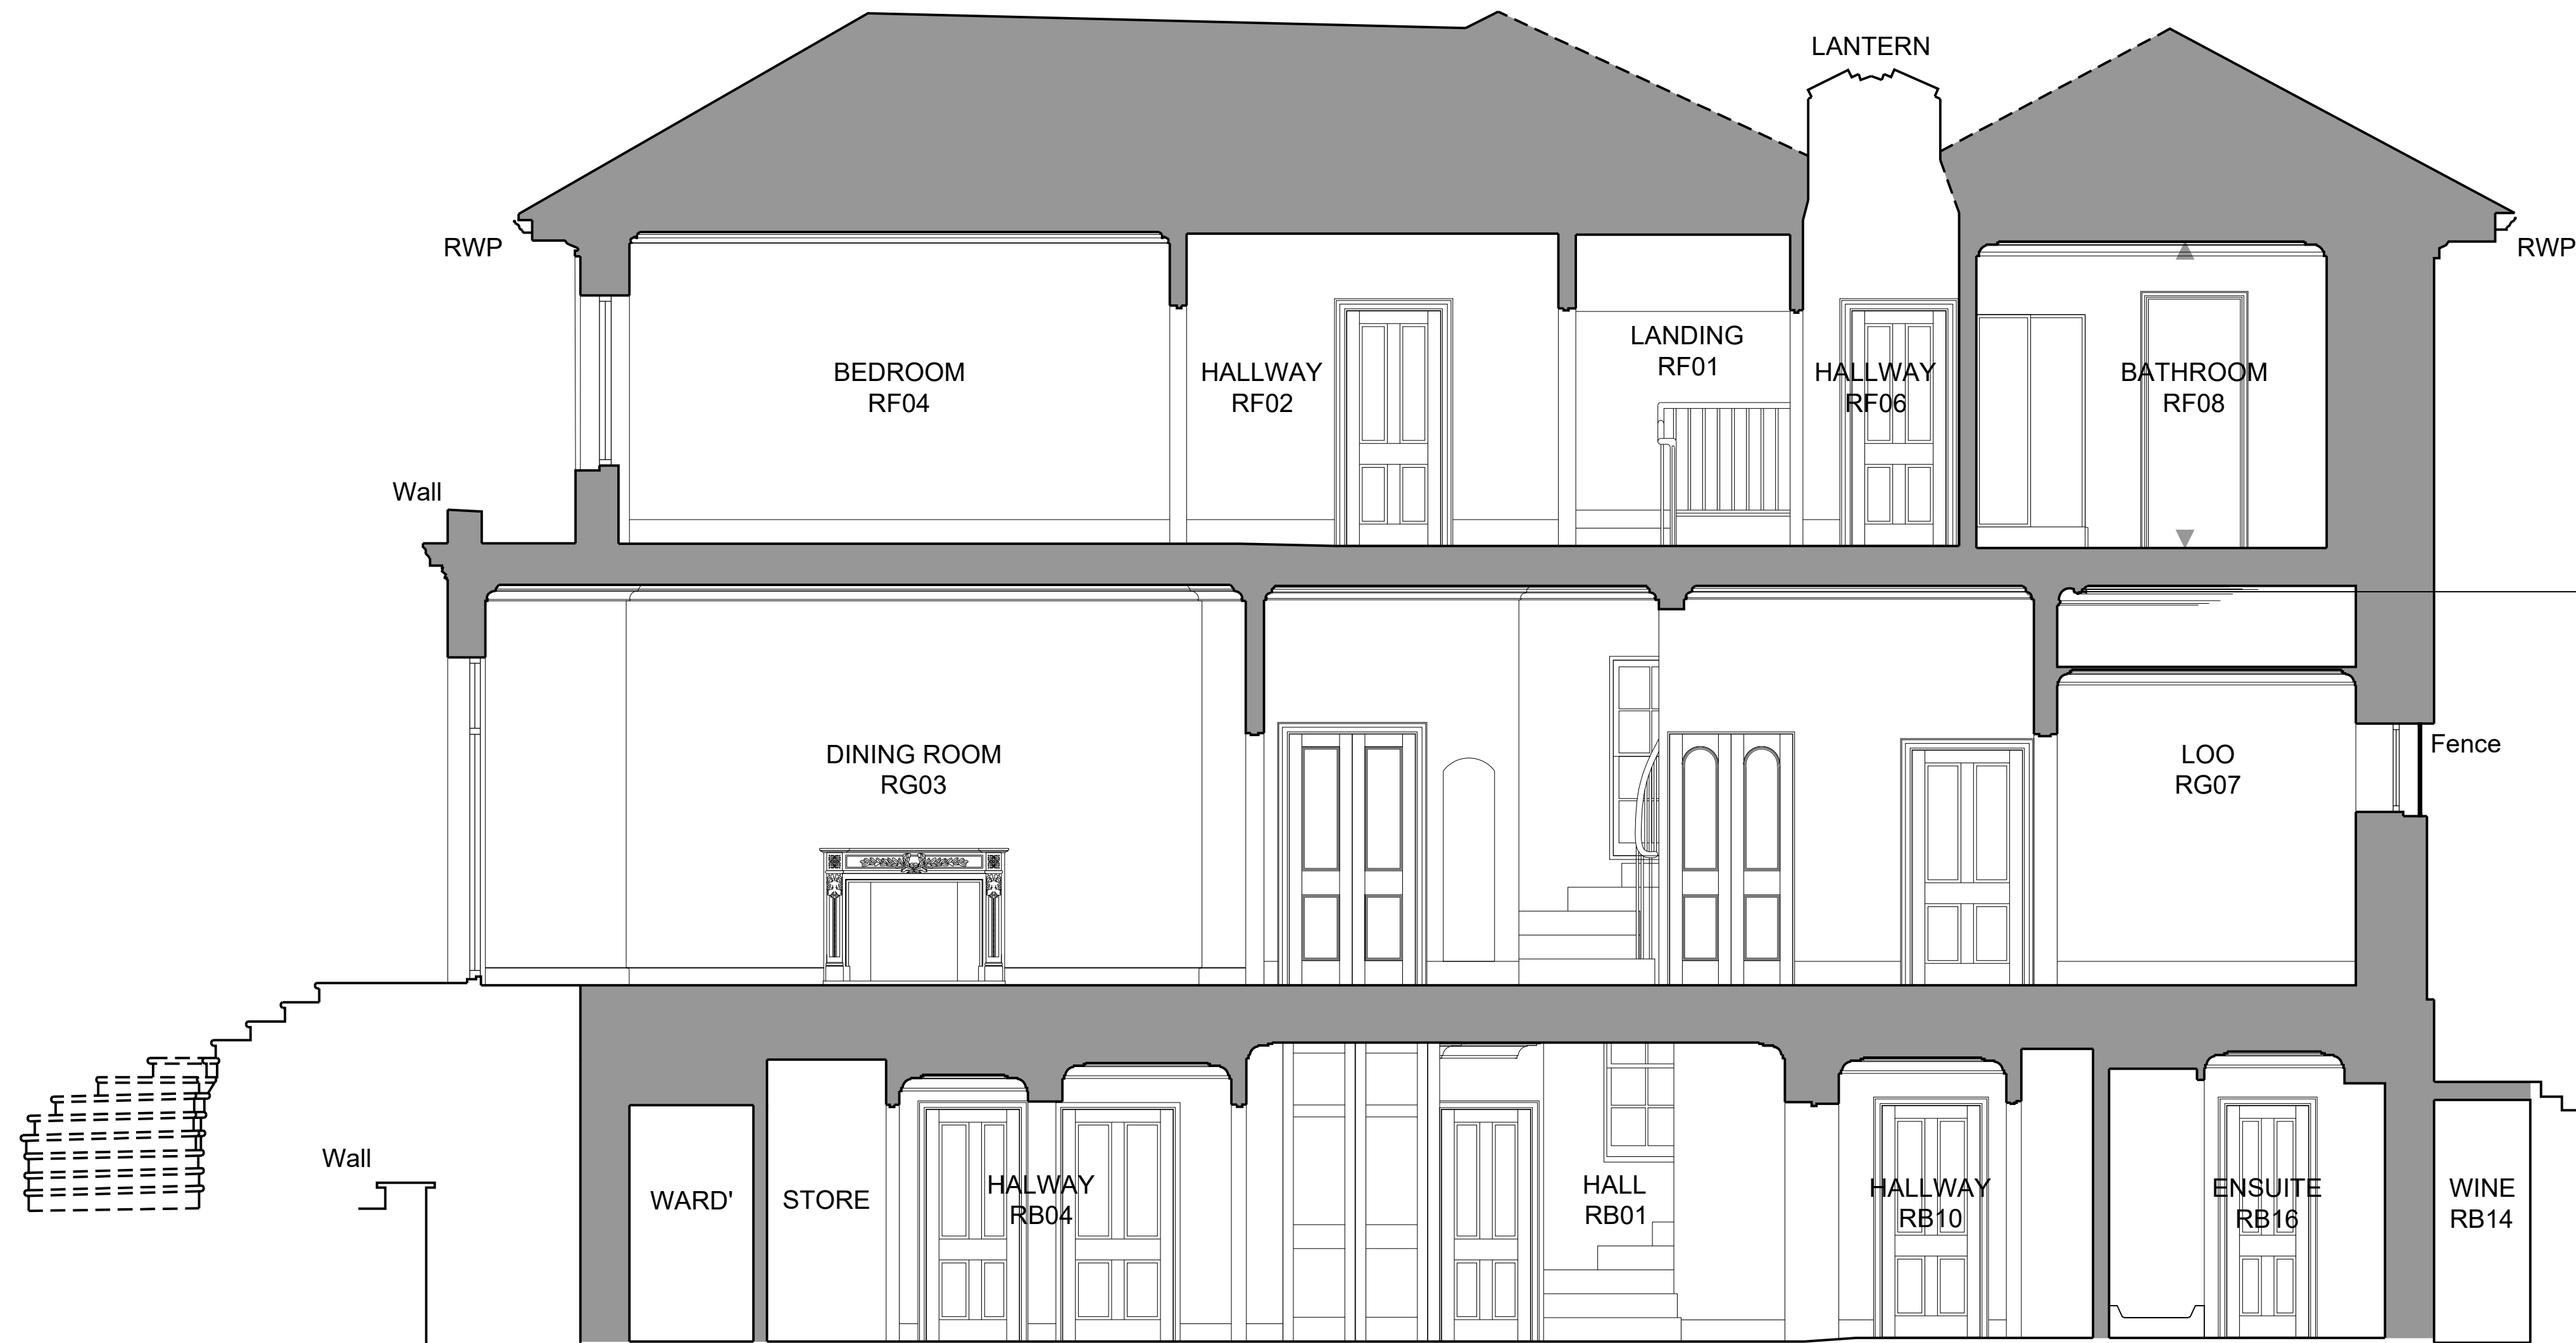 LANTERN
RWP
RWP
BEDROOM
RF04
HALLWAY
RF02
LANDING
RF01
HALLWAY
RF06
BATHROOM
RF08
Wall
DINING ROOM
RG03
LOO
RG07
Fence
Wall
WARD'
STORE
HALWAY
RB04
HALL
RB01
HALLWAY
RB10
ENSUITE
RB16
WINE
RB14